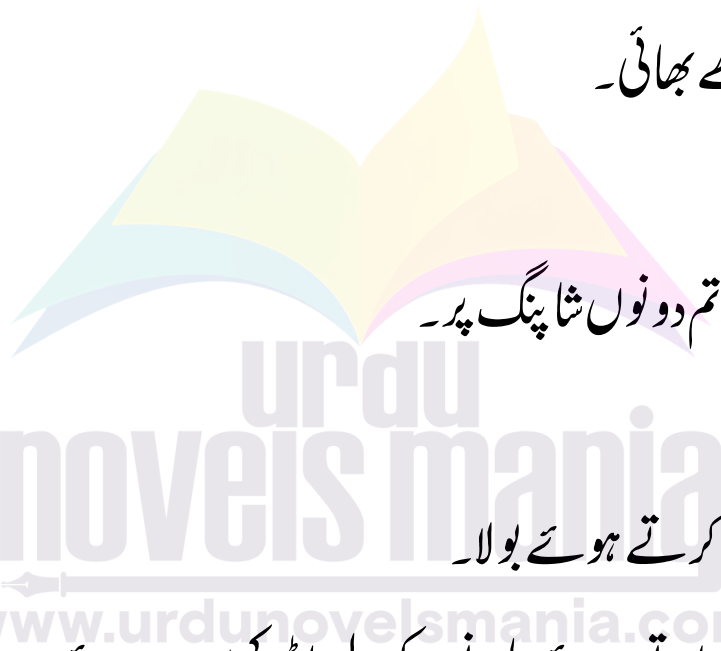 بھائی۔
تم دونوں شاپنگ پر۔
urdu
novels mania
کرتے ہوئے بولا۔
www.urdunovelsmania.co